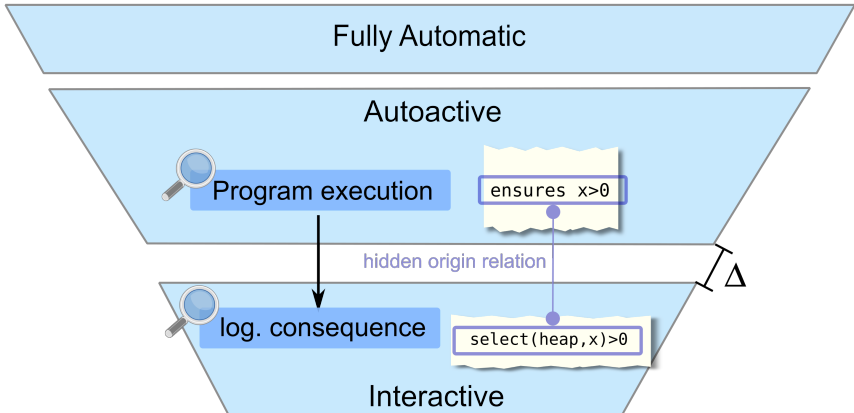 Fully Automatic
Autoactive
Program execution
ensures x>0
hidden origin relation
Δ
log. consequence
select(heap,x)>0
Interactive